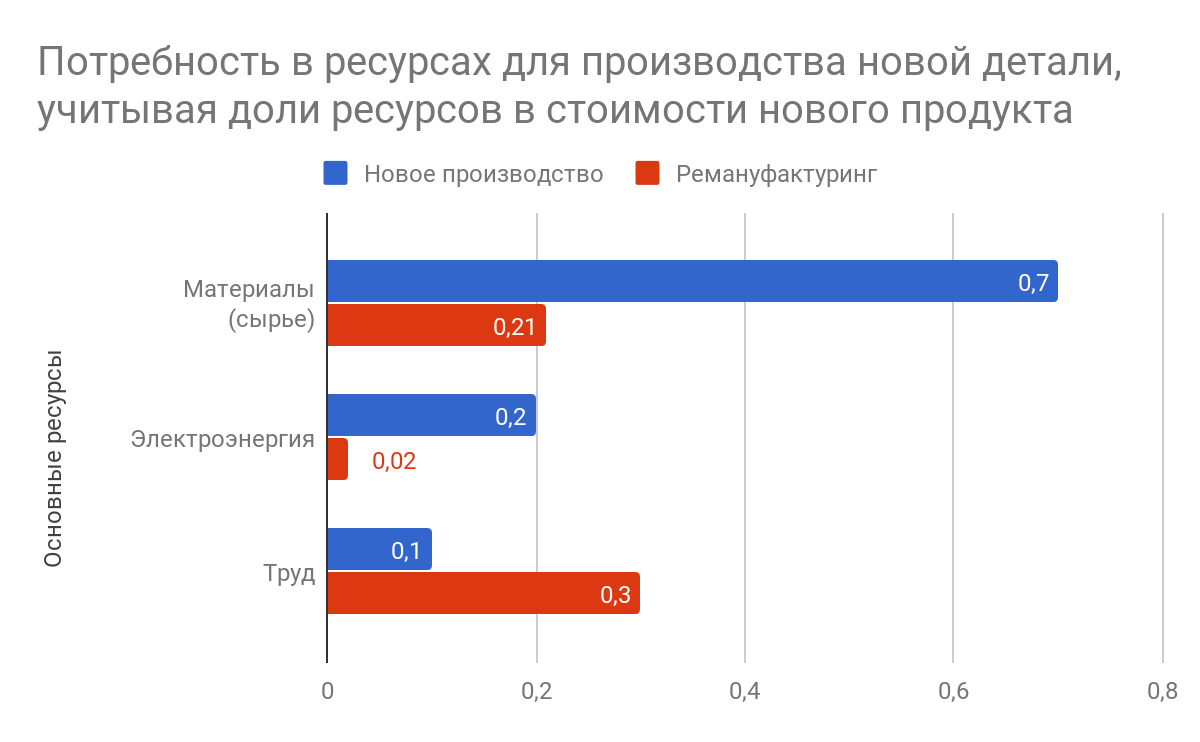 Потребность в ресурсах для производства новой детали,
учитывая доли ресурсов в стоимости нового продукта
Новое производство
Ремануфактуринг
Основные ресурсы
Материалы
(сырье)
0,7
0,21
Электроэнергия
0,2
0,02
Труд
0,1
0,3
0
0,2
0,4
0,6
0,8